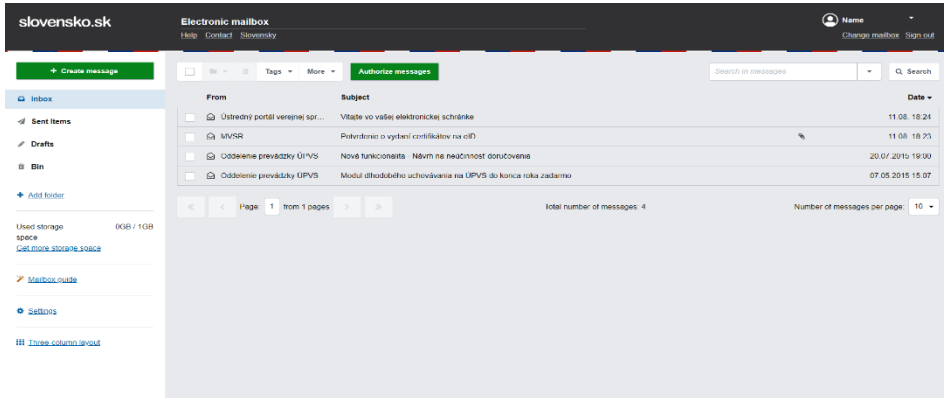 slovensko.sk
Electronic mailbox
Help Contact Slovensky
Name
Change mailbox Sign out
+ Create message
Inbox
Sent items
Drafts
Bin
+ Add folder
Used storage space 0GB / 1GB
Get more storage space
Mailbox guide
Settings
Three column layout
Tags More Authorize messages
Search in messages Search
From Subject Date
Ústredný portál verejnej spr... Vitajte vo vašej elektronickej schránke 11.08. 18:24
MVSR Potvrdenie o vydaní certifikátov na eID 11.08. 18:23
Oddelenie prevádzky ÚPVS Nová funkcionalita - Návrh na neúčinnosť doručovania 20.07.2015 19:00
Oddelenie prevádzky ÚPVS Modul dlhodobého uchovávania na ÚPVS do konca roka zadarmo 07.05.2015 15:07
Page: 1 from 1 pages Total number of messages: 4 Number of messages per page: 10